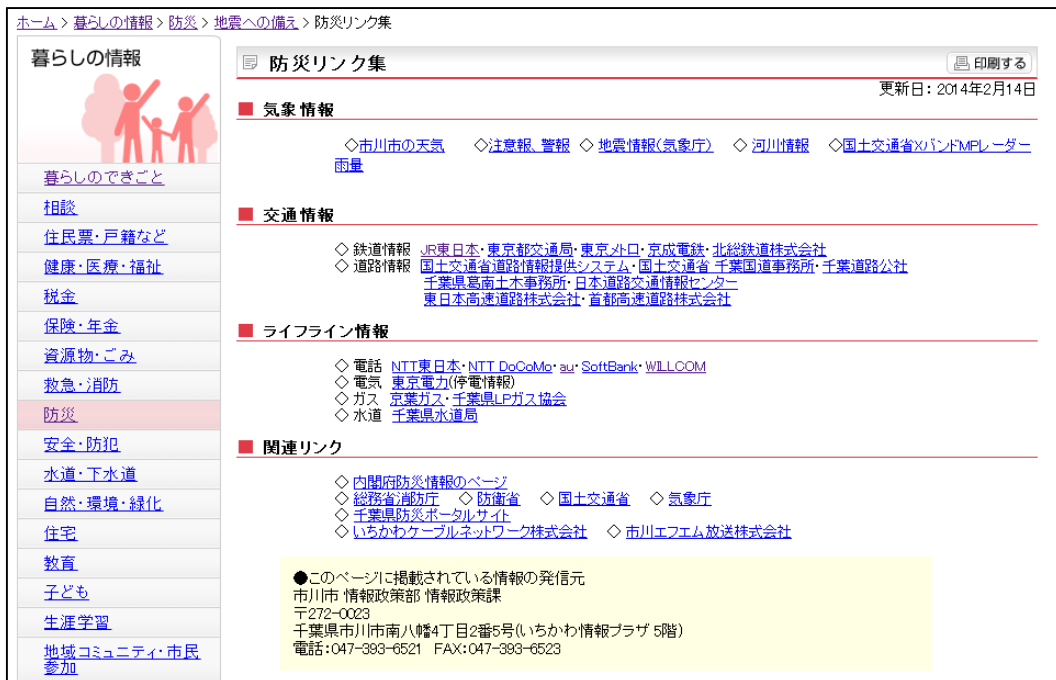 ホーム > 暮らしの情報 > 防災 > 地震への備え > 防災リンク集
暮らしの情報
暮らしのできごと
相談
住民票・戸籍など
健康・医療・福祉
税金
保険・年金
資源物・ごみ
救急・消防
防災
安全・防犯
水道・下水道
自然・環境・緑化
住宅
教育
子ども
生涯学習
地域コミュニティ・市民
参加
防災リンク集
印刷する
更新日: 2014年2月14日
■ 気象情報
◇市川市の天気 ◇注意報、警報 ◇ 地震情報(気象庁) ◇ 河川情報 ◇国土交通省XバンドMPレーダー
雨量
■ 交通情報
◇ 鉄道情報 JR東日本・東京都交通局・東京メトロ・京成電鉄・北総鉄道株式会社
◇ 道路情報 国土交通省道路情報提供システム・国土交通省 千葉国道事務所・千葉道路公社
千葉県葛南土木事務所・日本道路交通情報センター
東日本高速道路株式会社・首都高速道路株式会社
■ ライフライン情報
◇ 電話 NTT東日本・NTT DoCoMo・au・SoftBank・WILLCOM
◇ 電気 東京電力(停電情報)
◇ ガス 京葉ガス・千葉県LPガス協会
◇ 水道 千葉県水道局
■ 関連リンク
◇ 内閣府防災情報のページ
◇ 総務省消防庁 ◇ 防衛省 ◇ 国土交通省 ◇ 気象庁
◇ 千葉県防災ポータルサイト
◇ いちかわケーブルネットワーク株式会社 ◇ 市川エフエム放送株式会社
●このページに掲載されている情報の発信元
市川市 情報政策部 情報政策課
〒272-0023
千葉県市川市南八幡4丁目2番5号(いちかわ情報プラザ 5階)
電話:047-393-6521 FAX:047-393-6523